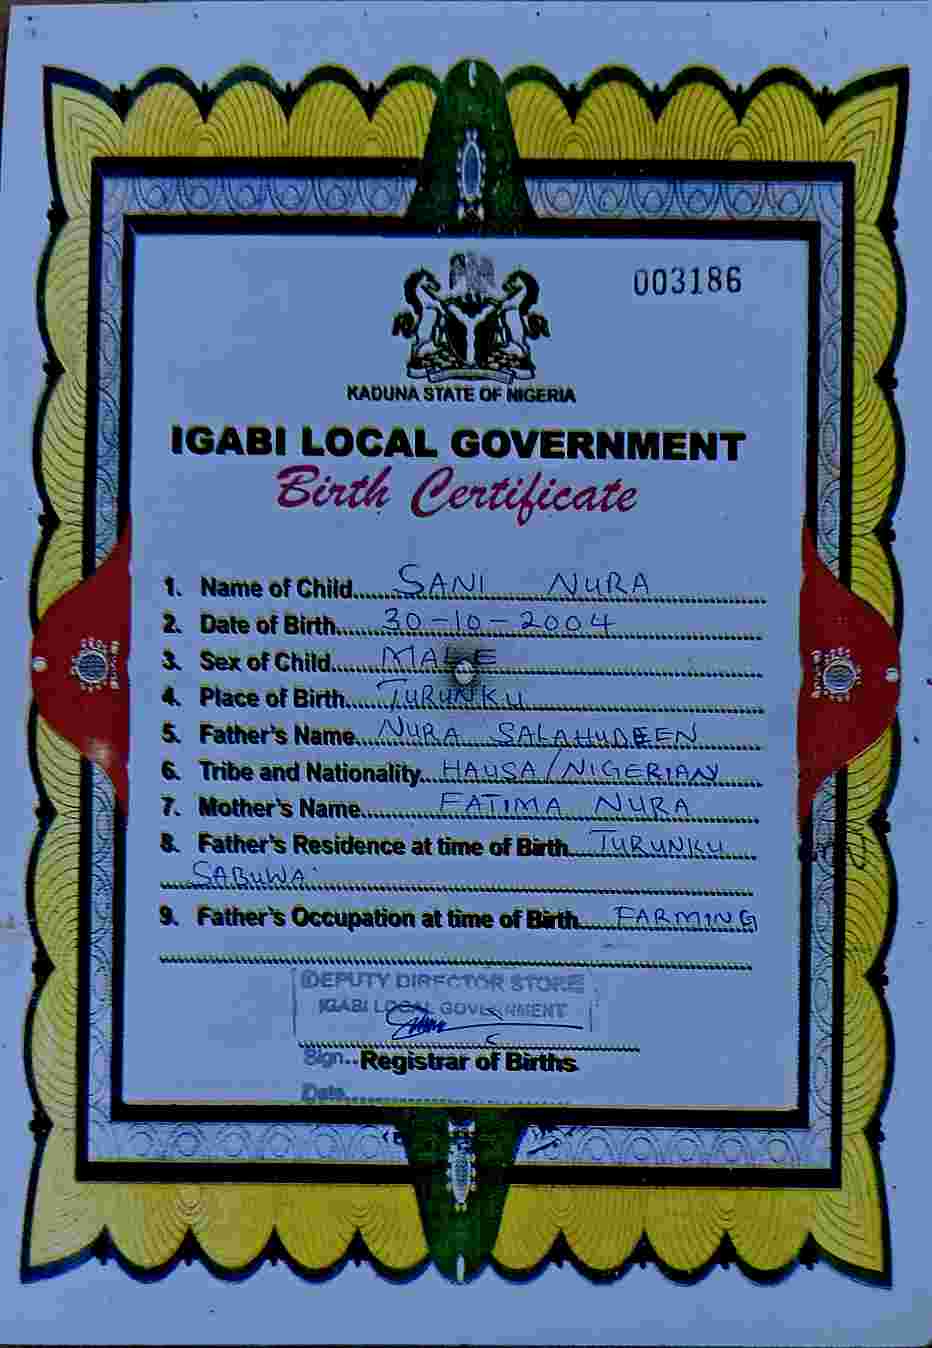 003186
KADUNA STATE OF NIGERIA
IGABI LOCAL GOVERNMENT
Birth Certificate
1. Name of Child SANI NURA
2. Date of Birth 30-10-2004
3. Sex of Child MALE
4. Place of Birth TURUNKU
5. Father's Name NURA SALAHUDEEN
6. Tribe and Nationality HAUSA/NIGERIAN
7. Mother's Name FATIMA NURA
8. Father's Residence at time of Birth TURUNKU
SABUWA
9. Father's Occupation at time of Birth FARMING
DEPUTY DIRECTOR STORE
IGABI LOCAL GOVERNMENT
Sign.. Registrar of Births
Date